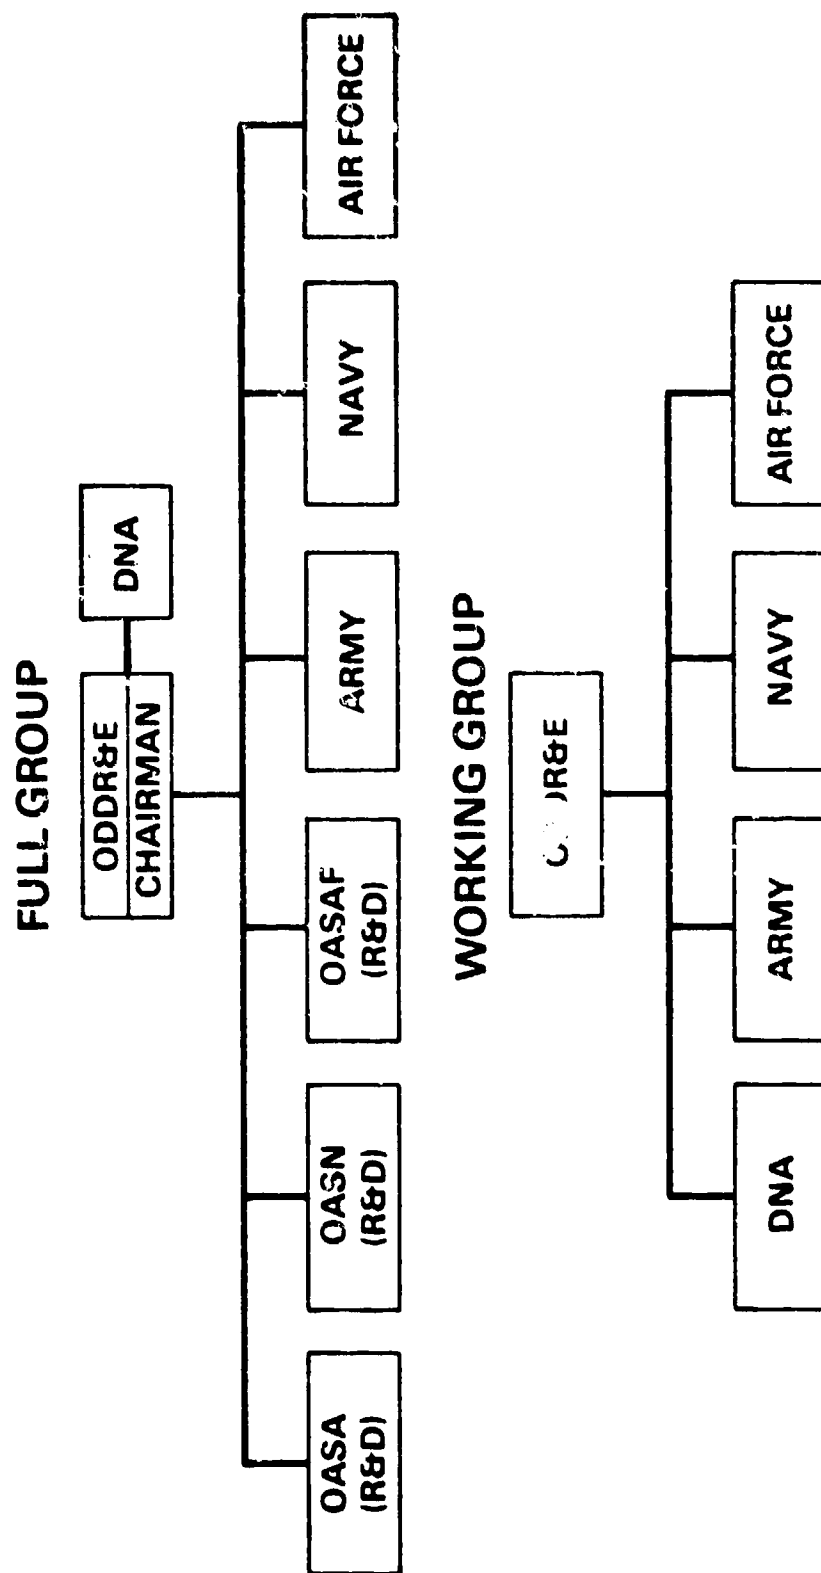 FULL GROUP
ODDR&E
CHAIRMAN
DNA
OASA
(R&D)
OASN
(R&D)
OASAF
(R&D)
ARMY
NAVY
AIR FORCE
WORKING GROUP
DNA
ARMY
NAVY
AIR FORCE